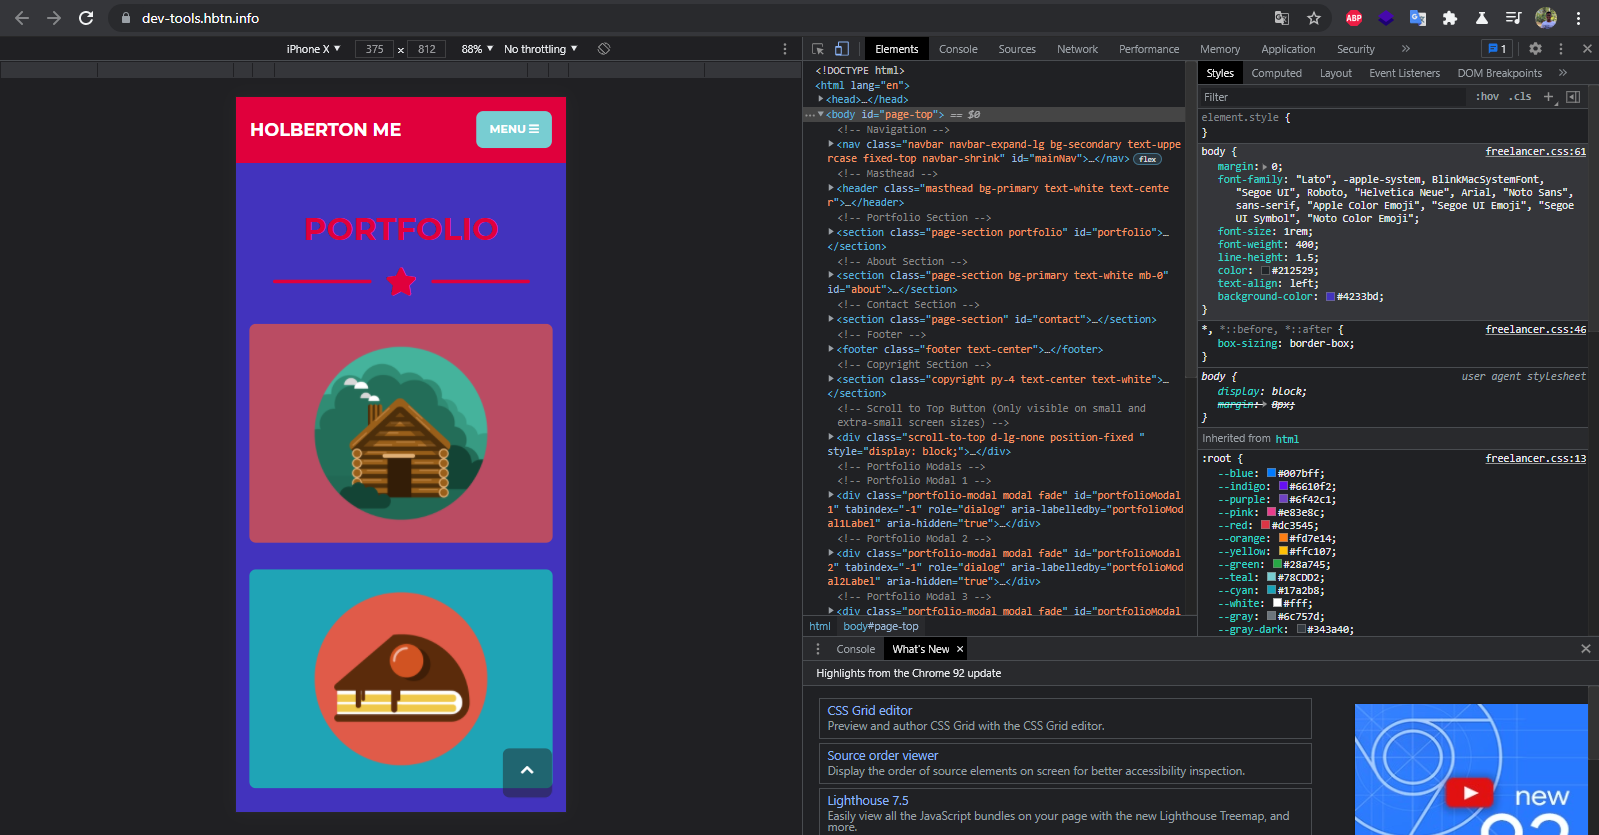 dev-tools.hbtn.info
ABP
iPhone X ▼ 375 x 812 88% ▼ No throttling ▼
Elements Console Sources Network Performance Memory Application Security » 1
HOLBERTON ME
MENU
PORTFOLIO
<!DOCTYPE html>
<html lang="en">
▶<head>…</head>
…▼<body id="page-top"> == $0
<!-- Navigation -->
▶<nav class="navbar navbar-expand-lg bg-secondary text-uppe
rcase fixed-top navbar-shrink" id="mainNav">…</nav> flex
<!-- Masthead -->
▶<header class="masthead bg-primary text-white text-cente
r">…</header>
<!-- Portfolio Section -->
▶<section class="page-section portfolio" id="portfolio">…
</section>
<!-- About Section -->
▶<section class="page-section bg-primary text-white mb-0"
id="about">…</section>
<!-- Contact Section -->
▶<section class="page-section" id="contact">…</section>
<!-- Footer -->
▶<footer class="footer text-center">…</footer>
<!-- Copyright Section -->
▶<section class="copyright py-4 text-center text-white">…
</section>
<!-- Scroll to Top Button (Only visible on small and
extra-small screen sizes) -->
▶<div class="scroll-to-top d-lg-none position-fixed "
style="display: block;">…</div>
<!-- Portfolio Modals -->
<!-- Portfolio Modal 1 -->
▶<div class="portfolio-modal modal fade" id="portfolioModal
1" tabindex="-1" role="dialog" aria-labelledby="portfolioMod
al1Label" aria-hidden="true">…</div>
<!-- Portfolio Modal 2 -->
▶<div class="portfolio-modal modal fade" id="portfolioModal
2" tabindex="-1" role="dialog" aria-labelledby="portfolioMod
al2Label" aria-hidden="true">…</div>
<!-- Portfolio Modal 3 -->
▶<div class="portfolio-modal modal fade" id="portfolioModal
html body#page-top
Styles Computed Layout Event Listeners DOM Breakpoints »
Filter :hov .cls +
element.style {
}
body { freelancer.css:61
margin:▶ 0;
font-family: "Lato", -apple-system, BlinkMacSystemFont,
"Segoe UI", Roboto, "Helvetica Neue", Arial, "Noto Sans",
sans-serif, "Apple Color Emoji", "Segoe UI Emoji", "Segoe
UI Symbol", "Noto Color Emoji";
font-size: 1rem;
font-weight: 400;
line-height: 1.5;
color: #212529;
text-align: left;
background-color: #4233bd;
}
*, *::before, *::after { freelancer.css:46
box-sizing: border-box;
}
body { user agent stylesheet
display: block;
margin:▶ 8px;
}
Inherited from html
:root { freelancer.css:13
--blue: #007bff;
--indigo: #6610f2;
--purple: #6f42c1;
--pink: #e83e8c;
--red: #dc3545;
--orange: #fd7e14;
--yellow: #ffc107;
--green: #28a745;
--teal: #78CDD2;
--cyan: #17a2b8;
--white: #fff;
--gray: #6c757d;
--gray-dark: #343a40;
Console What's New ×
Highlights from the Chrome 92 update
CSS Grid editor
Preview and author CSS Grid with the CSS Grid editor.
Source order viewer
Display the order of source elements on screen for better accessibility inspection.
Lighthouse 7.5
Easily view all the JavaScript bundles on your page with the new Lighthouse Treemap, and
more.
new
92